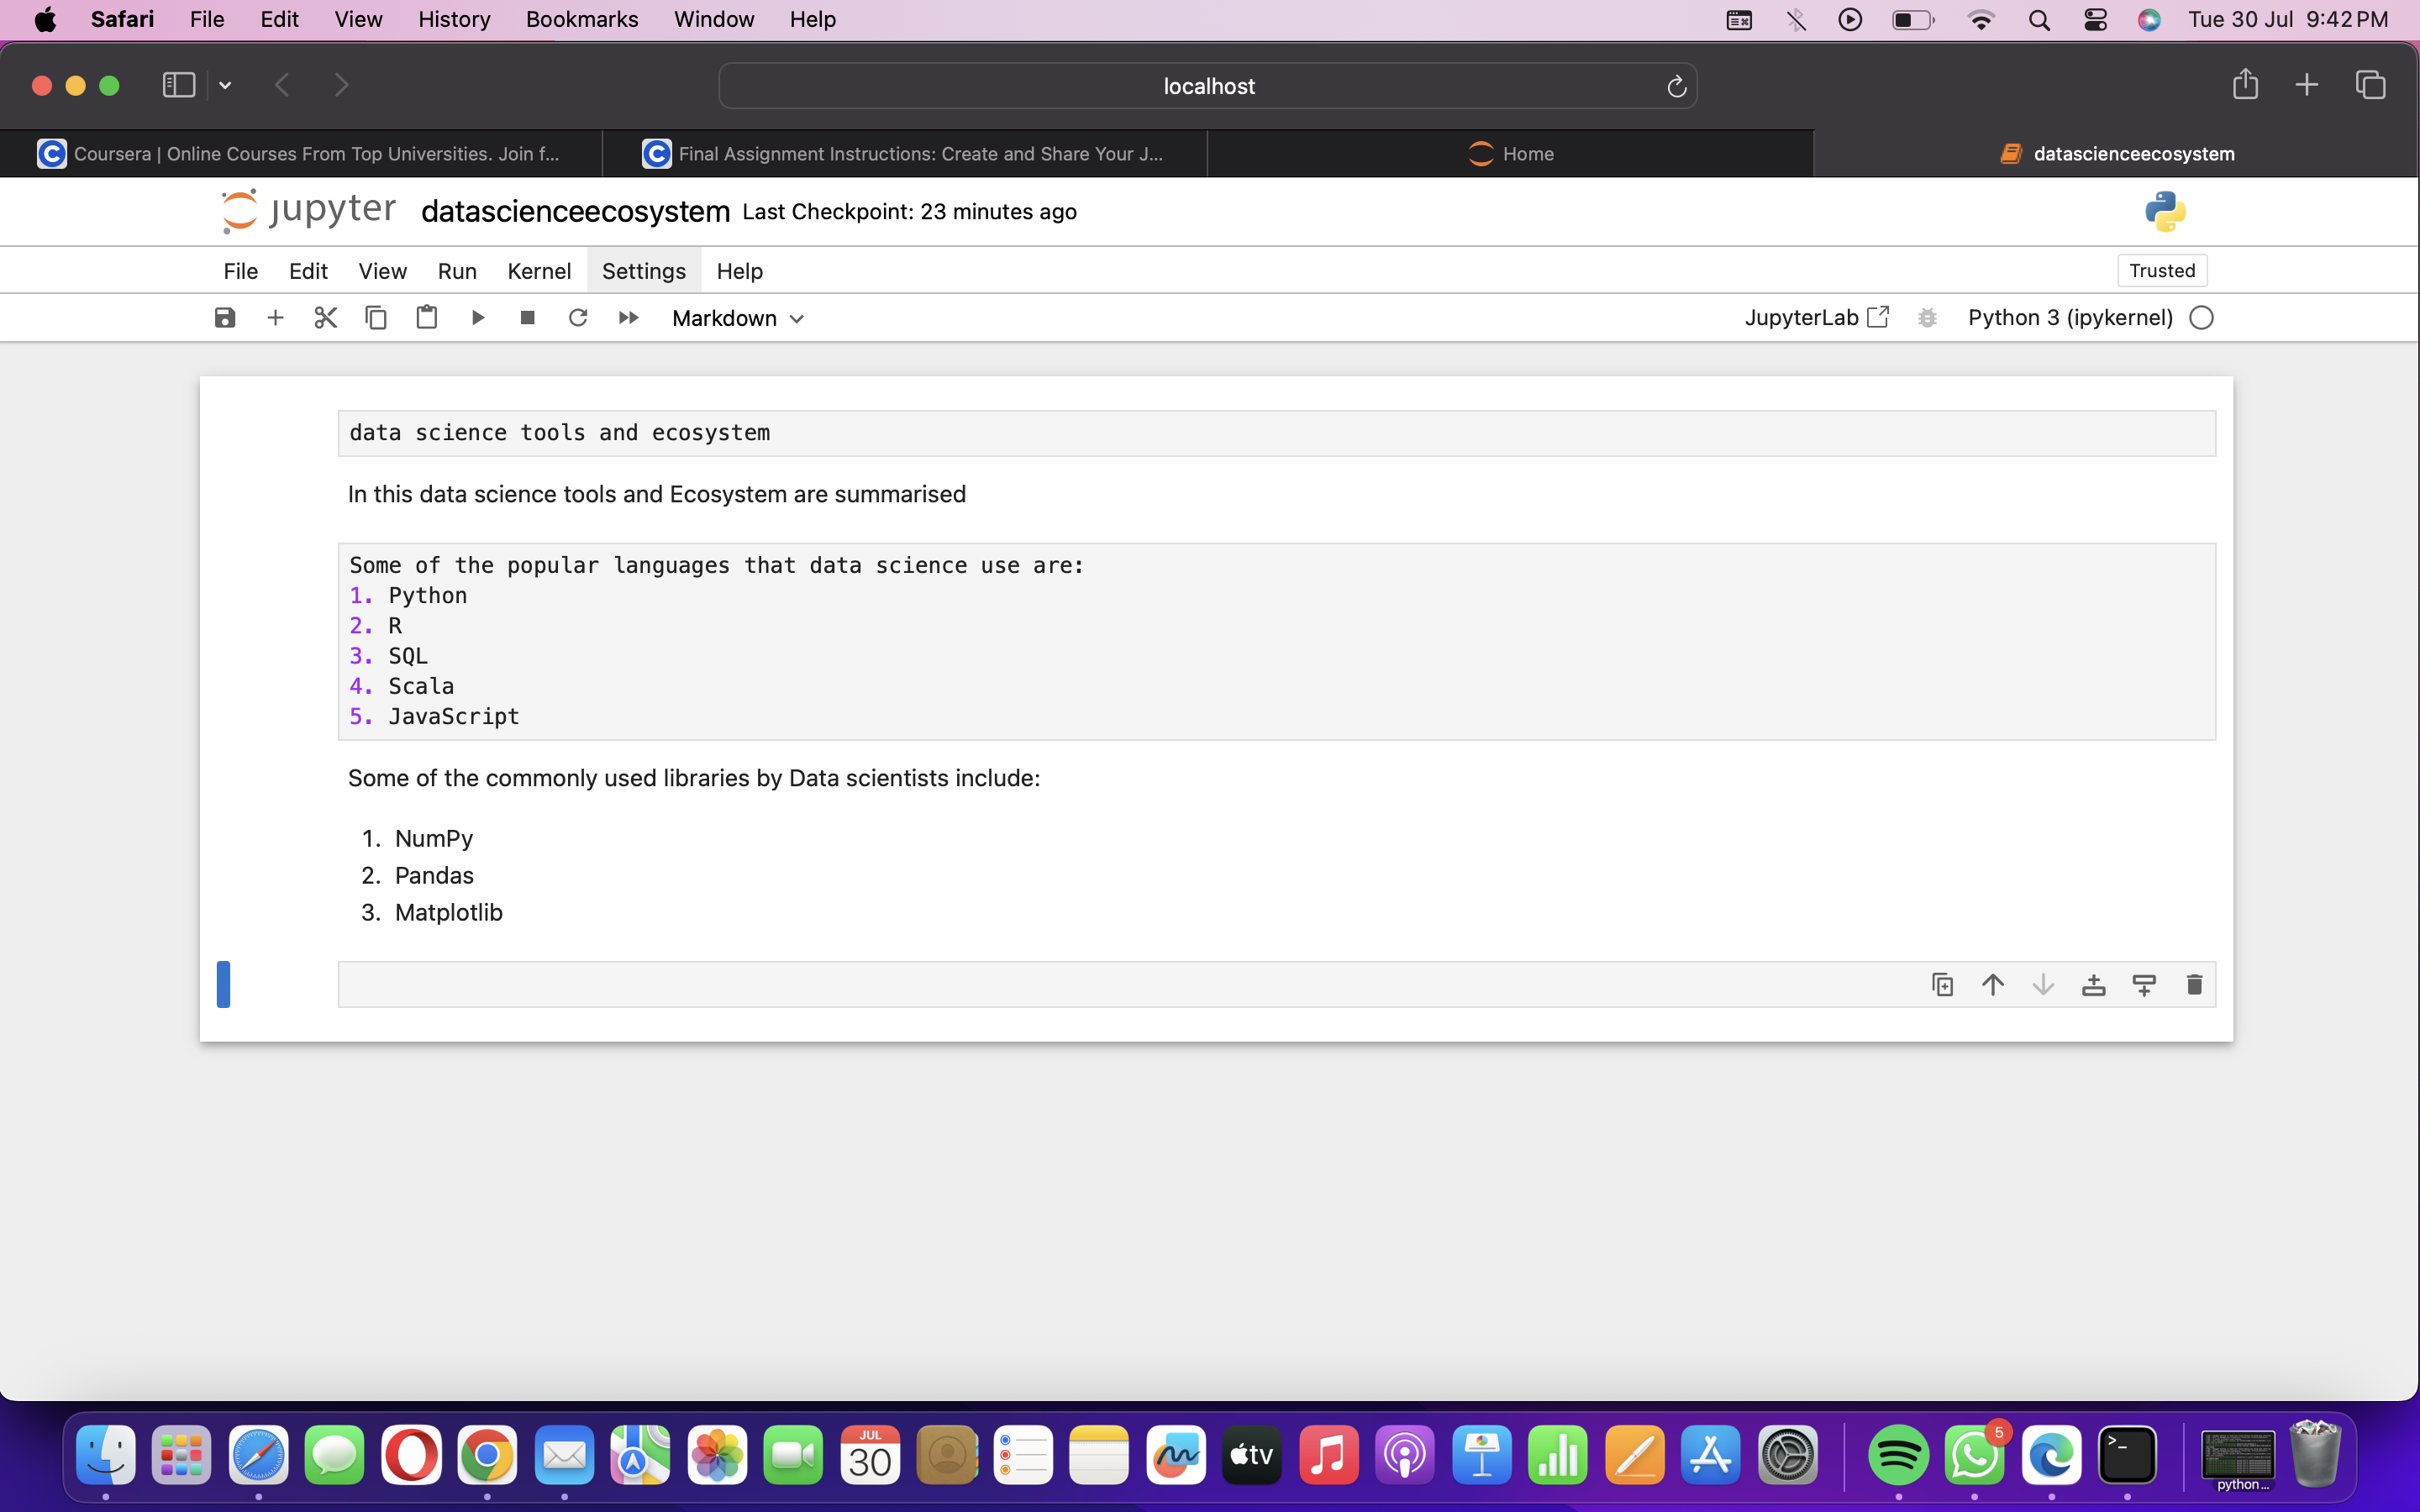 Safari File Edit View History Bookmarks Window Help Tue 30 Jul 9:42 PM
localhost
Coursera | Online Courses From Top Universities. Join f... Final Assignment Instructions: Create and Share Your J... Home datascienceecosystem
jupyter datascienceecosystem Last Checkpoint: 23 minutes ago
File Edit View Run Kernel Settings Help Trusted
Markdown JupyterLab Python 3 (ipykernel)
data science tools and ecosystem
In this data science tools and Ecosystem are summarised
Some of the popular languages that data science use are:
1. Python
2. R
3. SQL
4. Scala
5. JavaScript
Some of the commonly used libraries by Data scientists include:
1. NumPy
2. Pandas
3. Matplotlib
JUL
30
tv
5
>_
python...